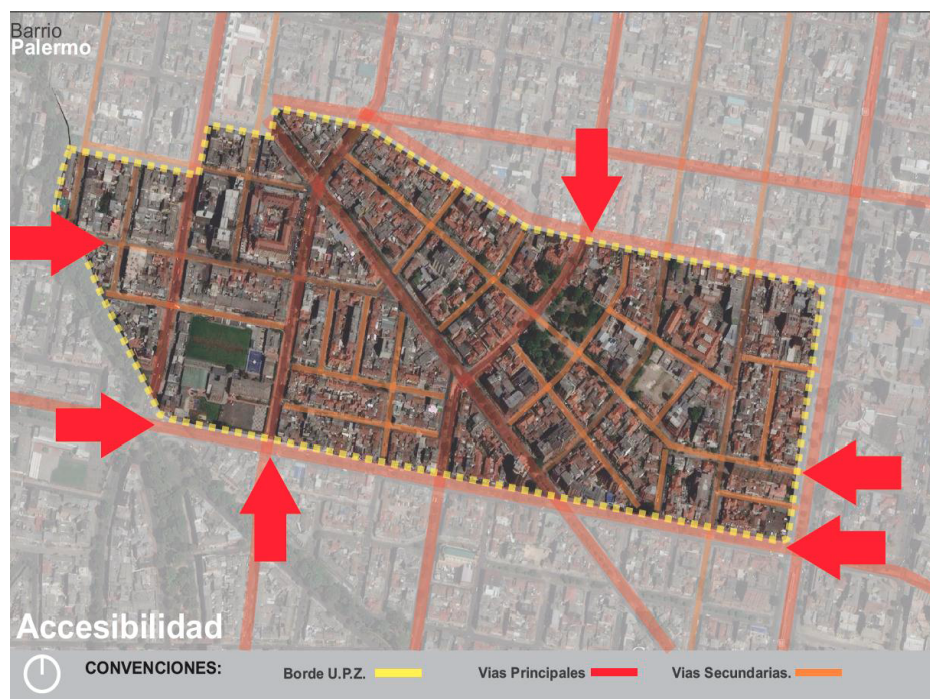 Barrio
Palermo
Accesibilidad
CONVENCIONES:
Borde U.P.Z.
Vias Principales
Vias Secundarias.